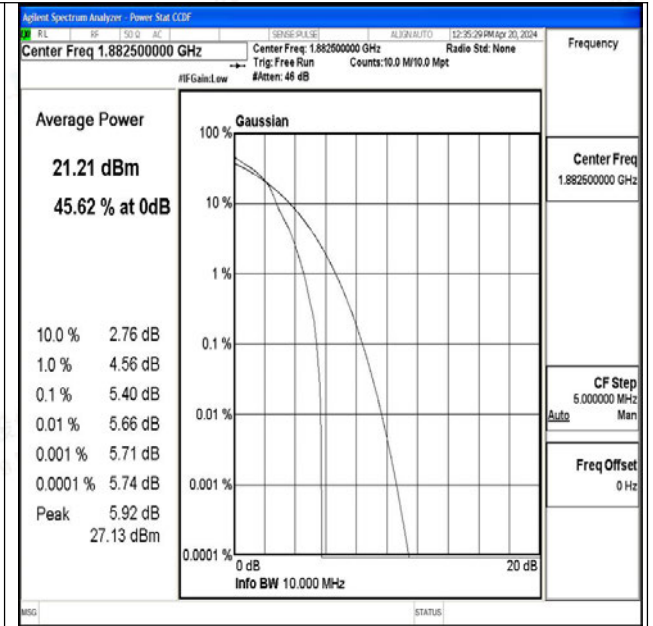 Agilent Spectrum Analyzer - Power Stat CCDF
RL RF 50 Ω AC SENSE:PULSE ALIGN AUTO 12:35:29 PM Apr 20, 2024
Center Freq 1.882500000 GHz
Center Freq: 1.882500000 GHz Radio Std: None
Trig: Free Run Counts:10.0 M/10.0 Mpt
#IFGain:Low #Atten: 46 dB
Frequency
Average Power
21.21 dBm
45.62 % at 0dB
10.0 % 2.76 dB
1.0 % 4.56 dB
0.1 % 5.40 dB
0.01 % 5.66 dB
0.001 % 5.71 dB
0.0001 % 5.74 dB
Peak 5.92 dB
27.13 dBm
Gaussian
100 %
10 %
1 %
0.1 %
0.01 %
0.001 %
0.0001 %
0 dB 20 dB
Info BW 10.000 MHz
Center Freq
1.882500000 GHz
CF Step
5.000000 MHz
Auto Man
Freq Offset
0 Hz
MSG STATUS